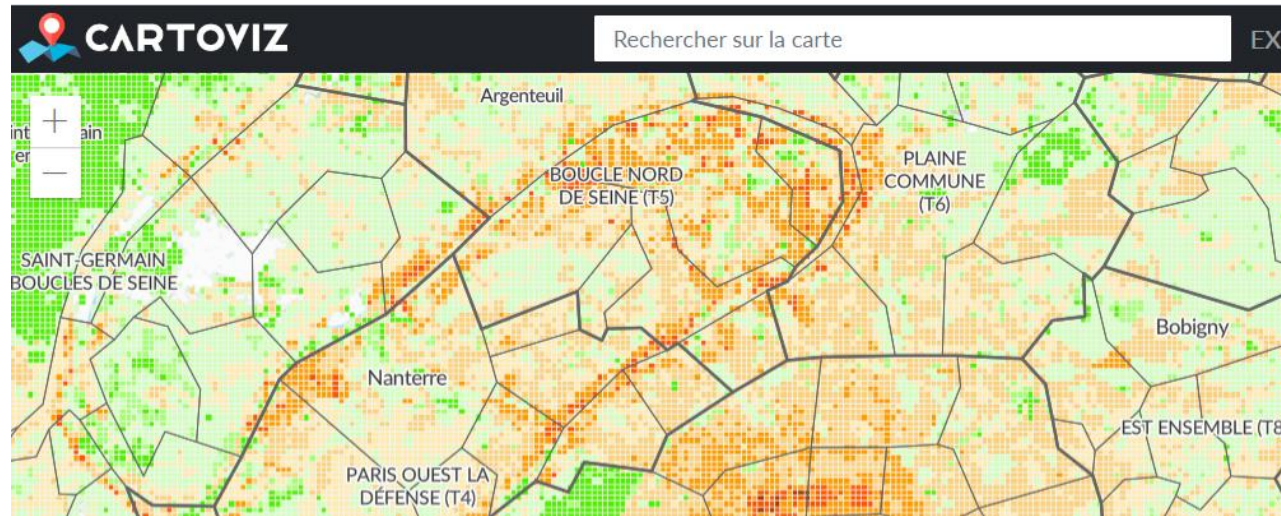 CARTOVIZ
Rechercher sur la carte
EX
+
−
Argenteuil
BOUCLE NORD
DE SEINE (T5)
PLAINE
COMMUNE
(T6)
SAINT-GERMAIN
BOUCLES DE SEINE
Bobigny
Nanterre
EST ENSEMBLE (T8
PARIS OUEST LA
DÉFENSE (T4)